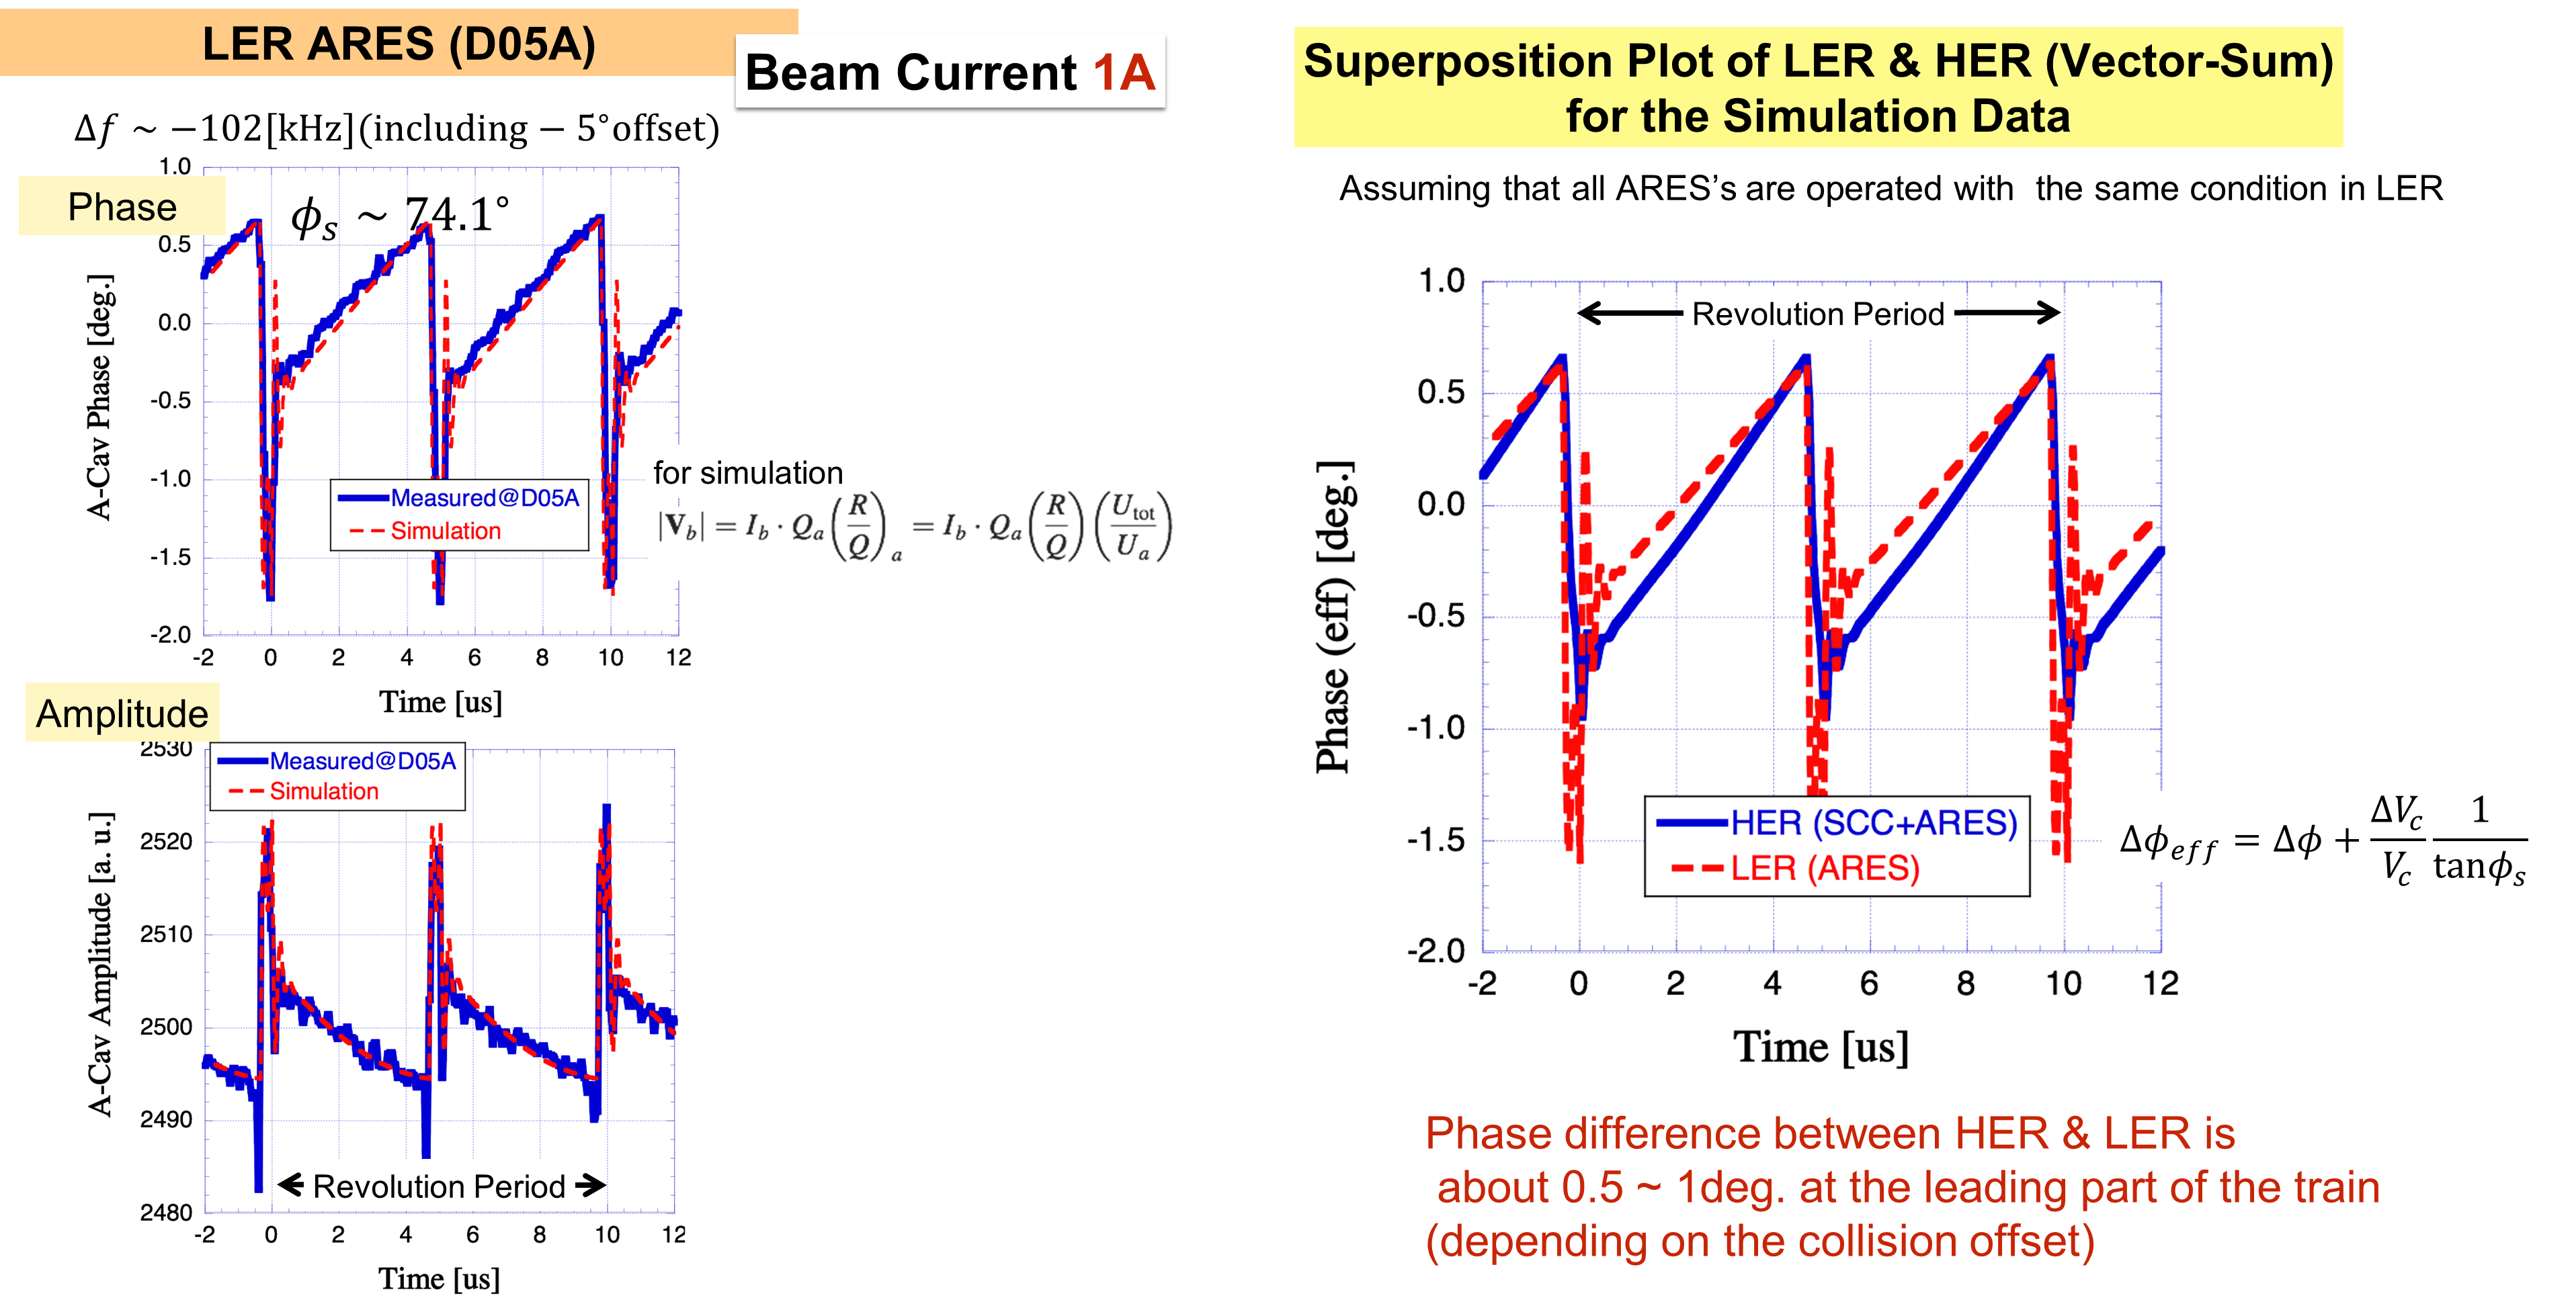 LER ARES (D05A)
Beam Current 1A
Δf ~ −102[kHz](including − 5°offset)
Phase
ϕs ~ 74.1°
1.0
0.5
0.0
-0.5
-1.0
-1.5
-2.0
A-Cav Phase [deg.]
Measured@D05A
Simulation
-2 0 2 4 6 8 10 12
Time [us]
for simulation
|Vb| = Ib · Qa (R/Q)a = Ib · Qa (R/Q) (Utot/Ua)
Amplitude
2530
2520
2510
2500
2490
2480
A-Cav Amplitude [a. u.]
Measured@D05A
Simulation
Revolution Period
-2 0 2 4 6 8 10 12
Time [us]
Superposition Plot of LER & HER (Vector-Sum)
for the Simulation Data
Assuming that all ARES’s are operated with the same condition in LER
1.0
0.5
0.0
-0.5
-1.0
-1.5
-2.0
Phase (eff) [deg.]
Revolution Period
HER (SCC+ARES)
LER (ARES)
-2 0 2 4 6 8 10 12
Time [us]
Δϕeff = Δϕ + ΔVc/Vc 1/tanϕs
Phase difference between HER & LER is
about 0.5 ~ 1deg. at the leading part of the train
(depending on the collision offset)